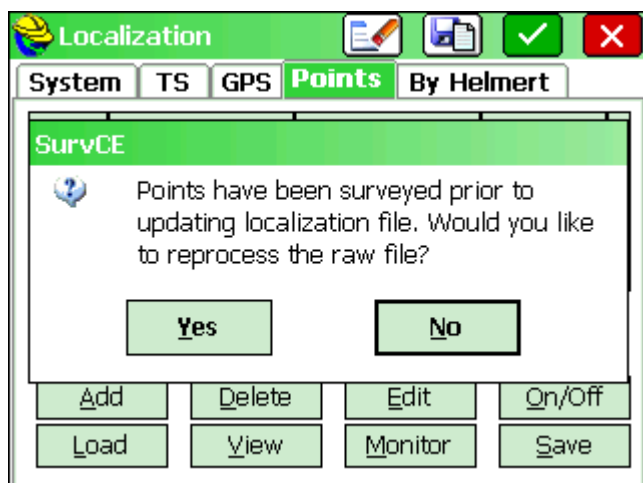 Localization
System TS GPS Points By Helmert
SurvCE
Points have been surveyed prior to
updating localization file. Would you like
to reprocess the raw file?
Yes No
Add Delete Edit On/Off
Load View Monitor Save